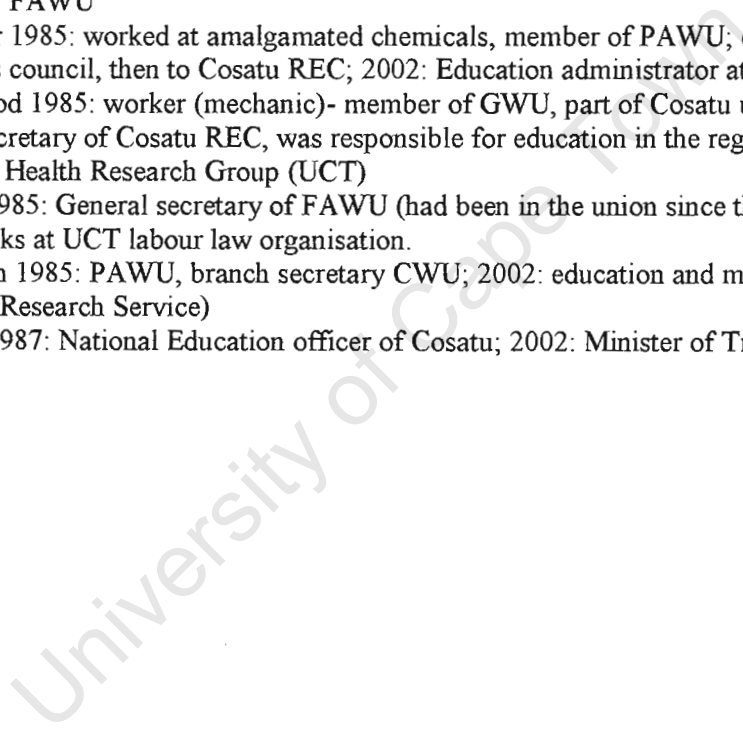 FAWU
1985: worked at amalgamated chemicals, member of PAWU;
council, then to Cosatu REC; 2002: Education administrator at
od 1985: worker (mechanic)- member of GWU, part of Cosatu
cretary of Cosatu REC, was responsible for education in the reg
Health Research Group (UCT)
985: General secretary of FAWU (had been in the union since t
ks at UCT labour law organisation.
n 1985: PAWU, branch secretary CWU; 2002: education and m
Research Service)
987: National Education officer of Cosatu; 2002: Minister of T
University of Cape Town